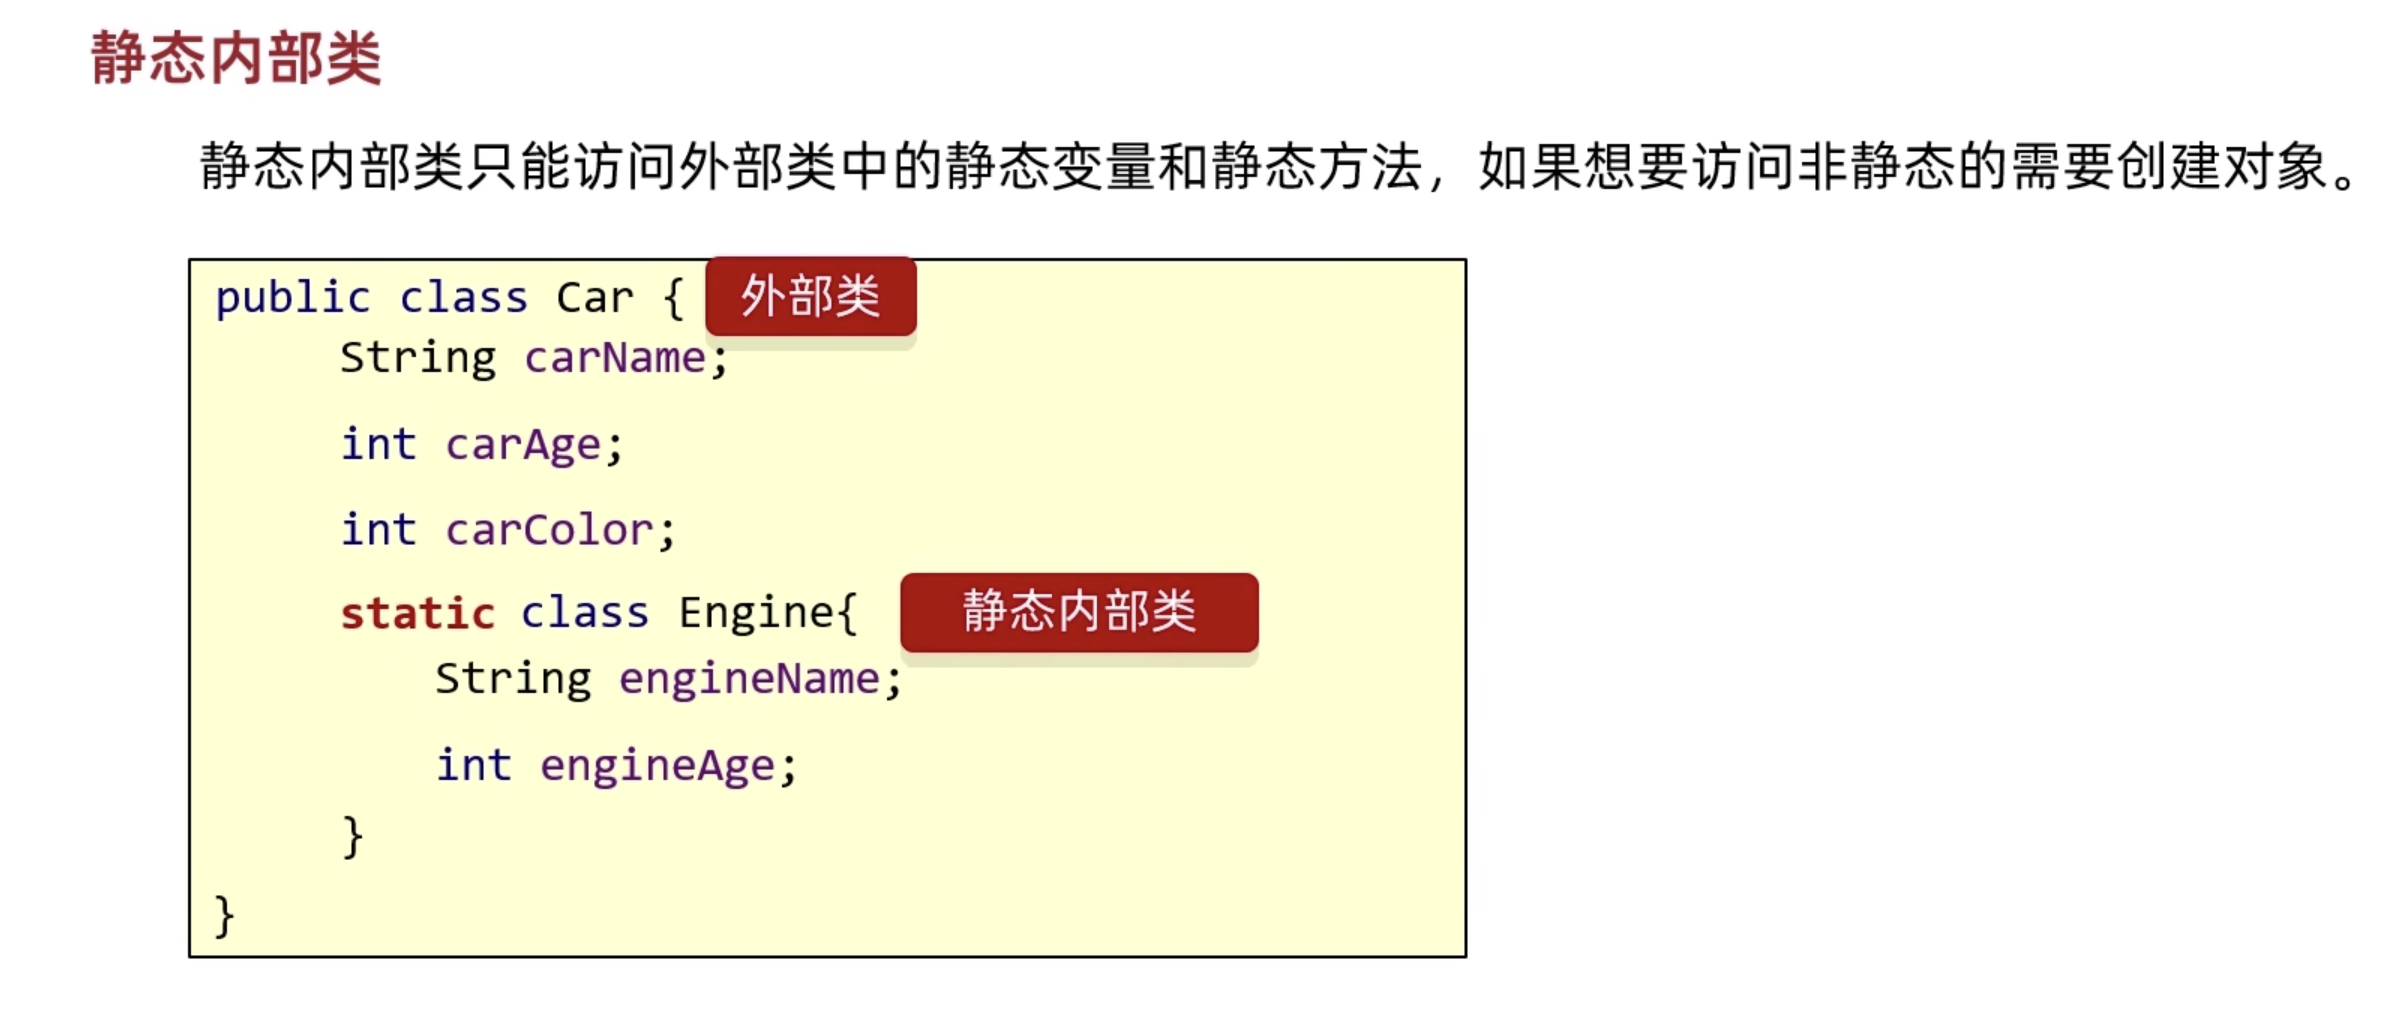 静态内部类
静态内部类只能访问外部类中的静态变量和静态方法，如果想要访问非静态的需要创建对象。
public class Car { 外部类
String carName;
int carAge;
int carColor;
static class Engine{ 静态内部类
String engineName;
int engineAge;
}
}